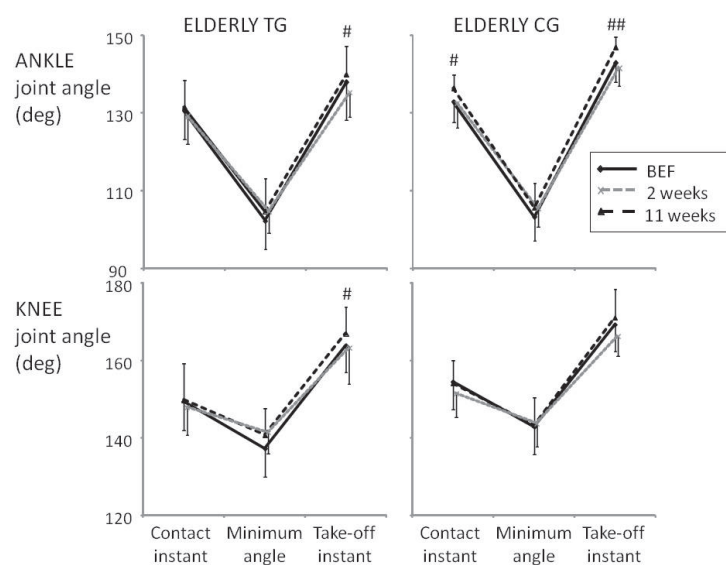 ELDERLY TG
ELDERLY CG
ANKLE
joint angle
(deg)
150
130
110
90
#
#
##
BEF
2 weeks
11 weeks
KNEE
joint angle
(deg)
180
160
140
120
#
Contact
instant
Minimum
angle
Take-off
instant
Contact
instant
Minimum
angle
Take-off
instant